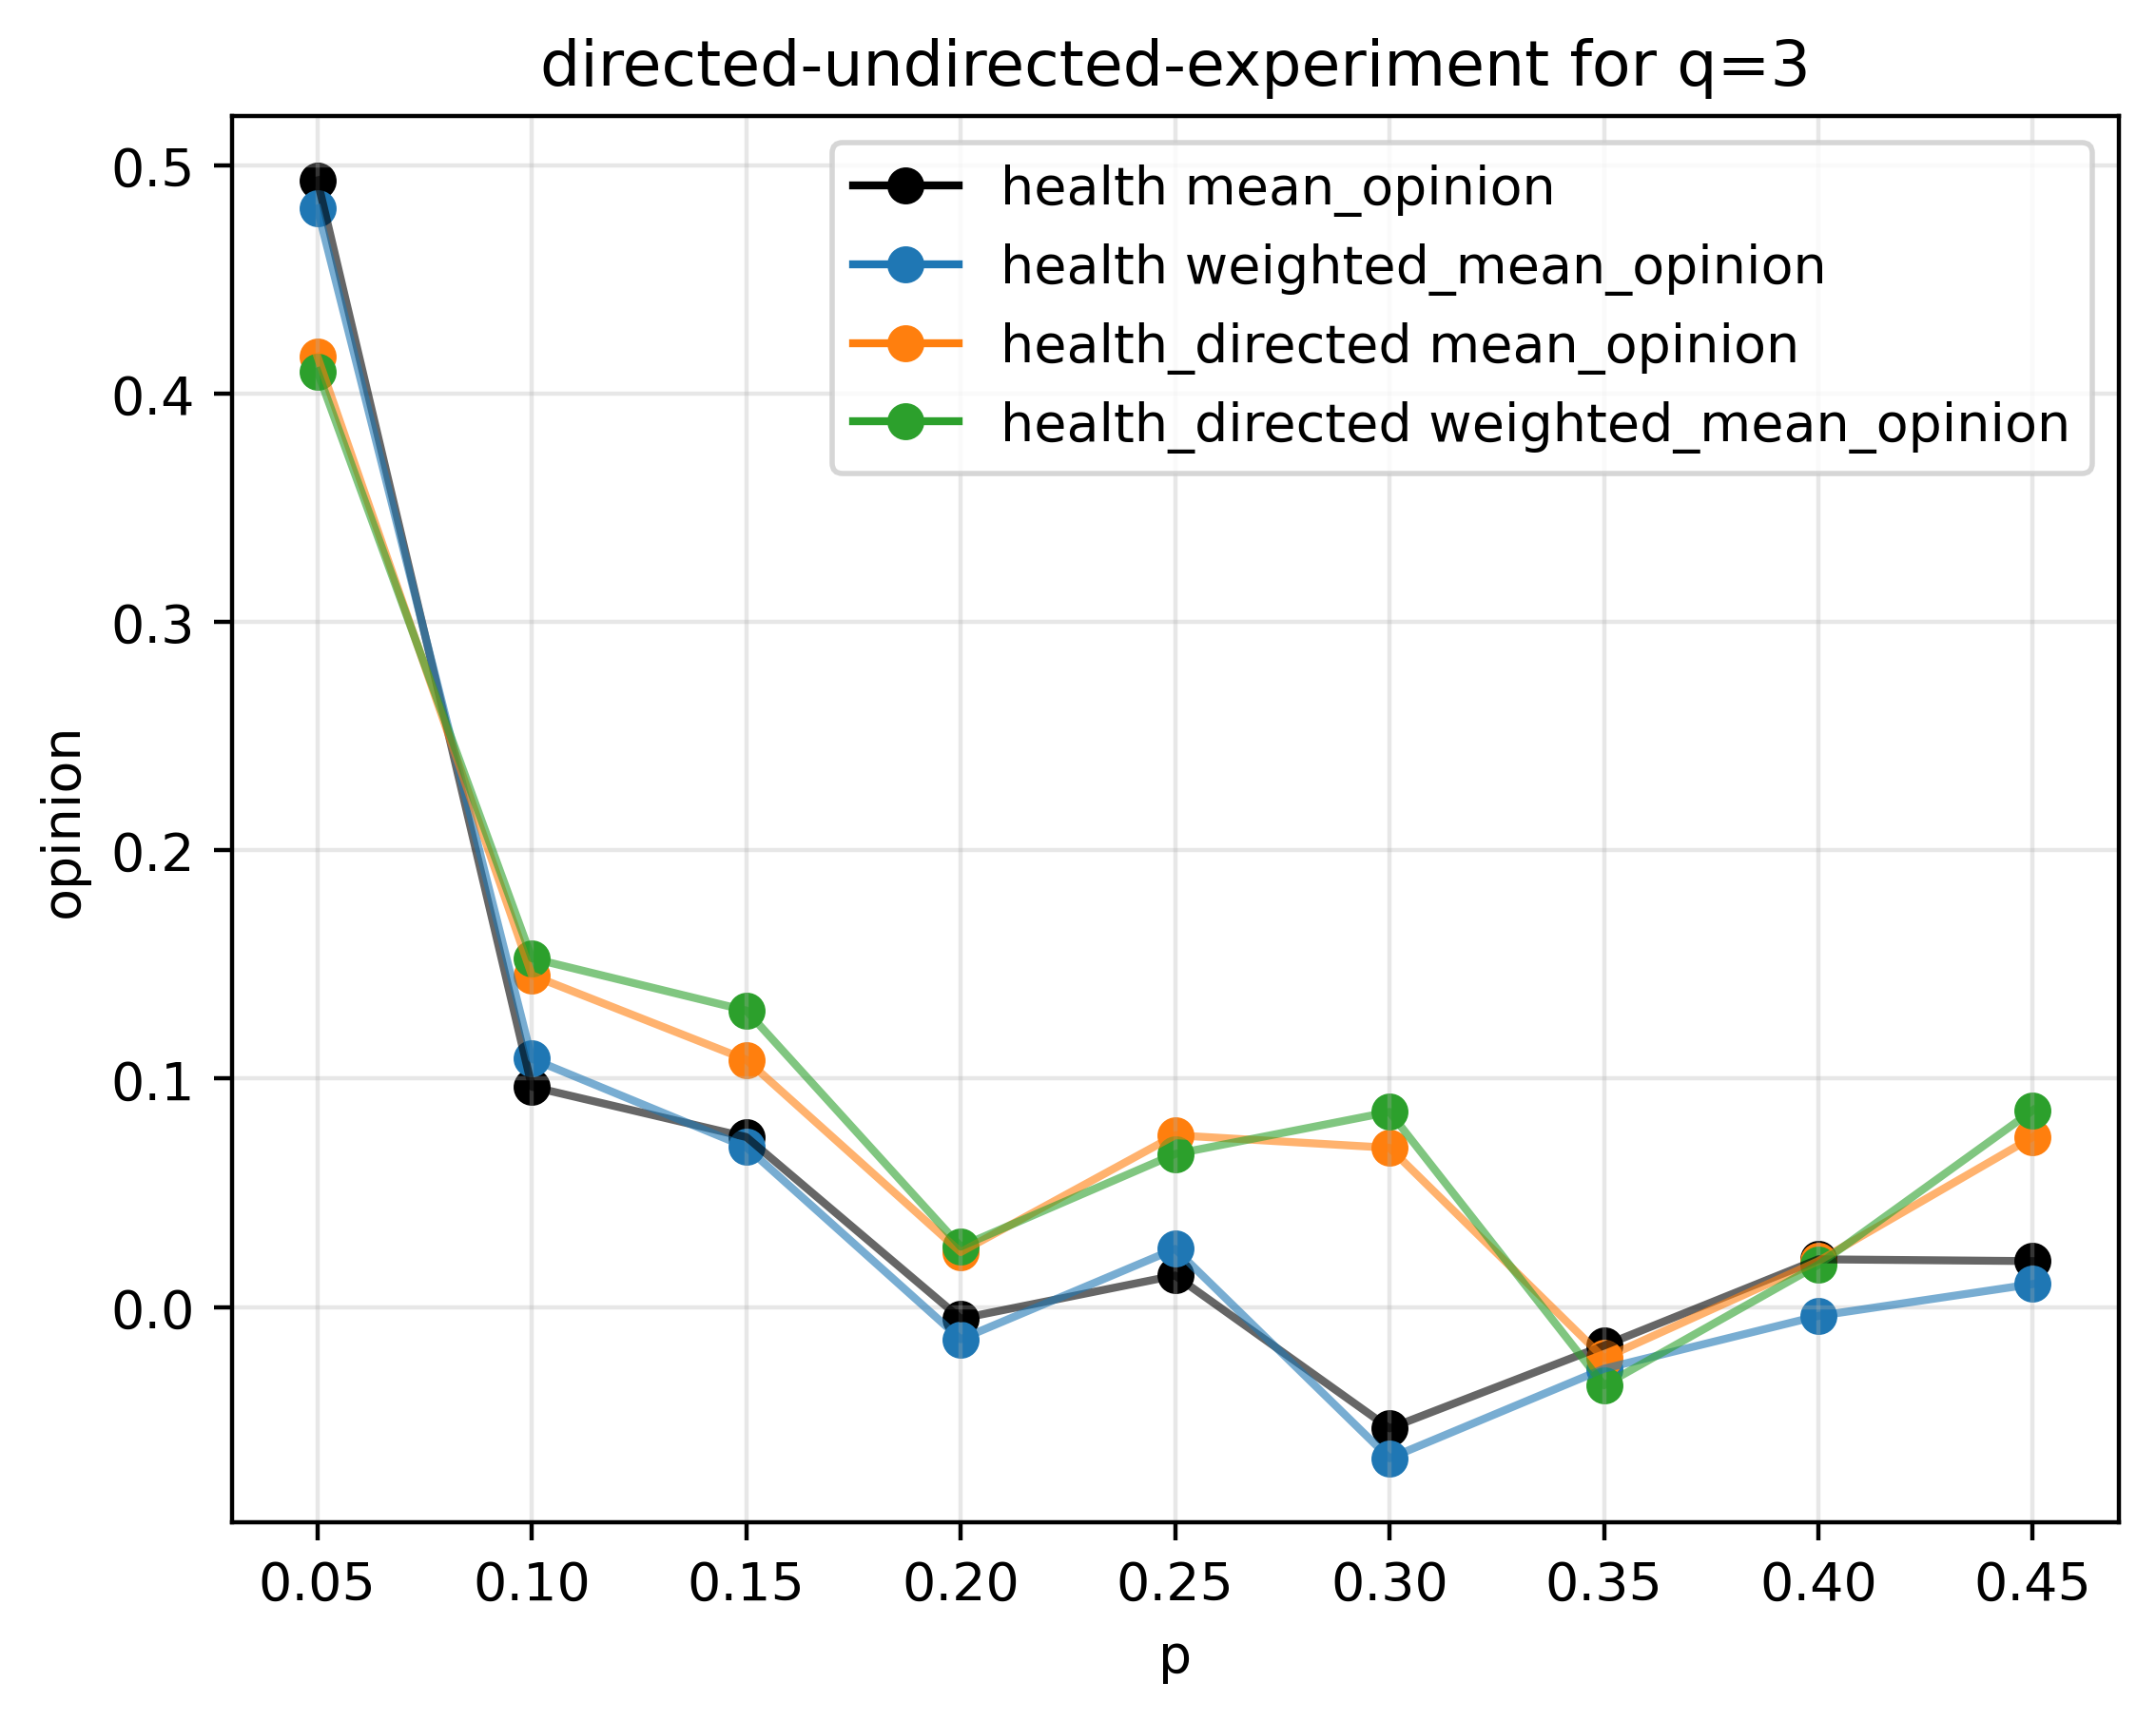 directed-undirected-experiment for q=3
health mean_opinion
health weighted_mean_opinion
health_directed mean_opinion
health_directed weighted_mean_opinion
opinion
0.5
0.4
0.3
0.2
0.1
0.0
0.05 0.10 0.15 0.20 0.25 0.30 0.35 0.40 0.45
p